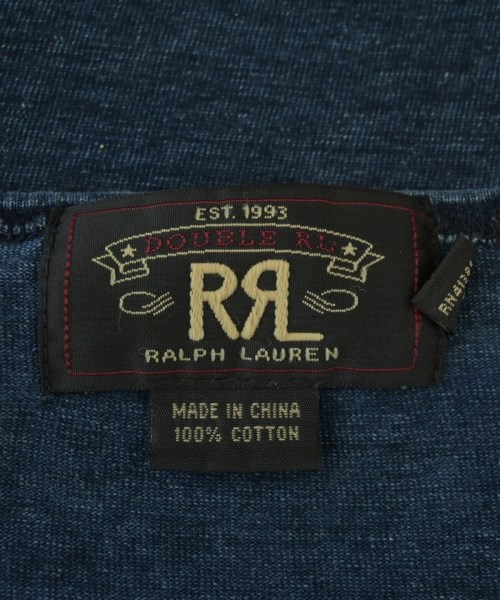 EST. 1993
DOUBLE RL
RRL
RALPH LAUREN
MADE IN CHINA
100% COTTON